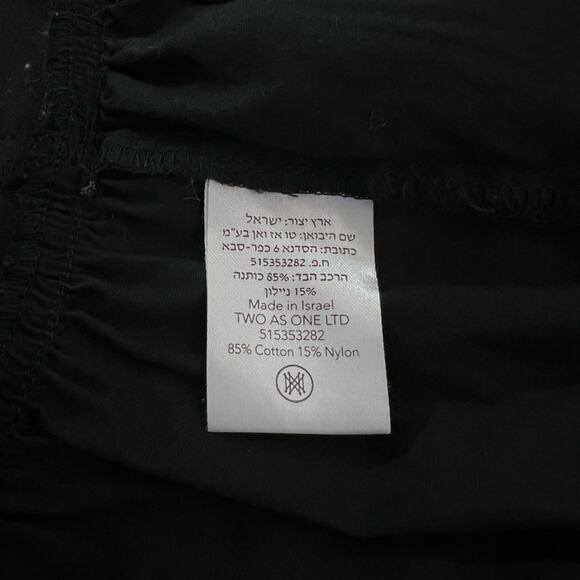 ארץ יצור: ישראל
שם היבואן: טו אז וואן בע"מ
כתובת: הסדנא 6 כפר-סבא
ח.פ. 515353282
הרכב הבד: 85% כותנה
15% ניילון
Made in Israel
TWO AS ONE LTD
515353282
85% Cotton 15% Nylon